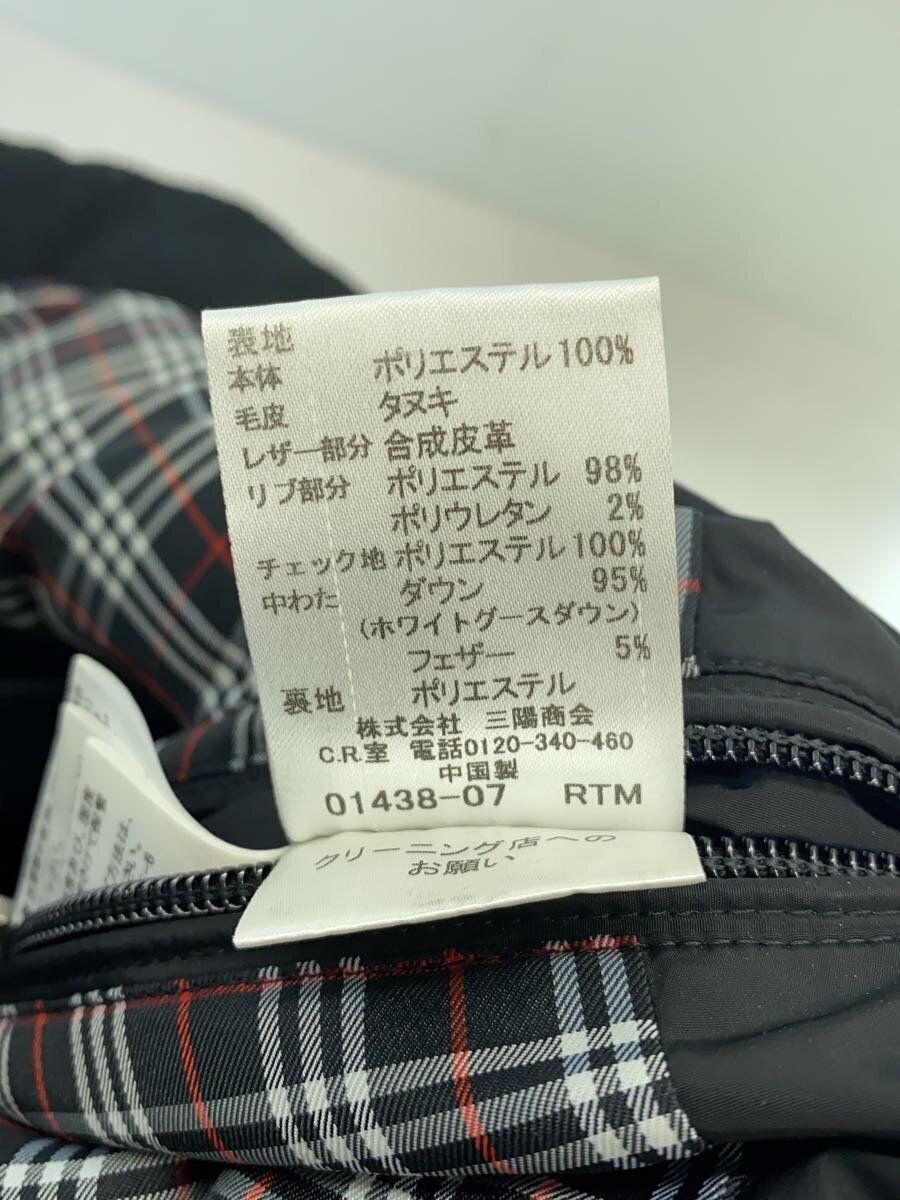 表地
本体 ポリエステル 100%
毛皮 タヌキ
レザー部分 合成皮革
リブ部分 ポリエステル 98%
ポリウレタン 2%
チェック地 ポリエステル 100%
中わた ダウン 95%
(ホワイトグースダウン)
フェザー 5%
裏地 ポリエステル
株式会社 三陽商会
C.R室 電話0120-340-460
中国製
01438-07 RTM
クリーニング店への
お願い